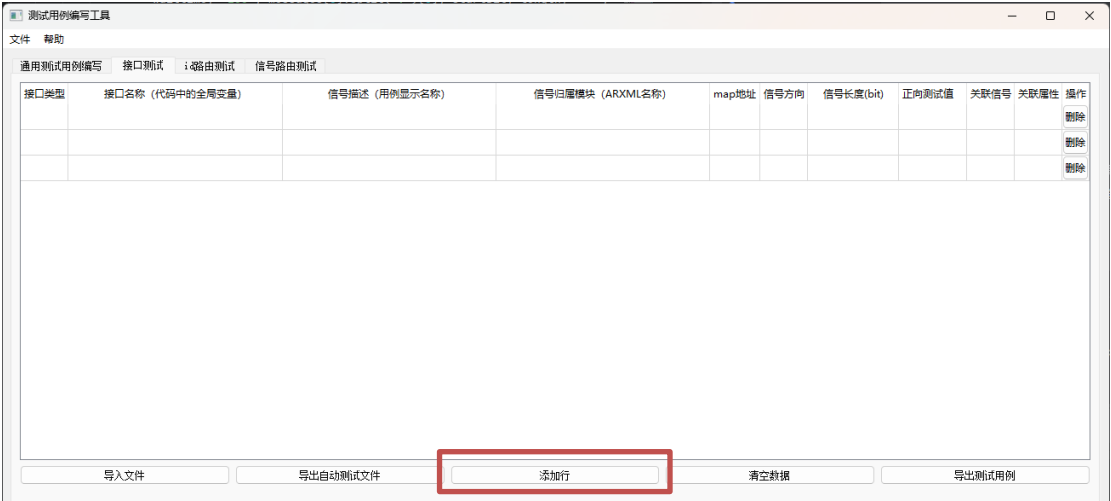 测试用例编写工具
文件 帮助
通用测试用例编写 接口测试 id路由测试 信号路由测试
接口类型 接口名称（代码中的全局变量） 信号描述（用例显示名称） 信号归属模块（ARXML名称） map地址 信号方向 信号长度(bit) 正向测试值 关联信号 关联属性 操作
删除
删除
删除
导入文件 导出自动测试文件 添加行 清空数据 导出测试用例